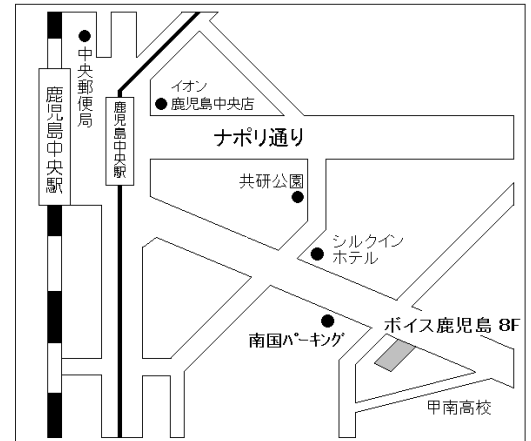 中央郵便局
鹿児島中央駅
鹿児島中央駅
イオン
鹿児島中央店
ナポリ通り
共研公園
シルクイン
ホテル
南国パーキング
ボイス鹿児島 8F
甲南高校